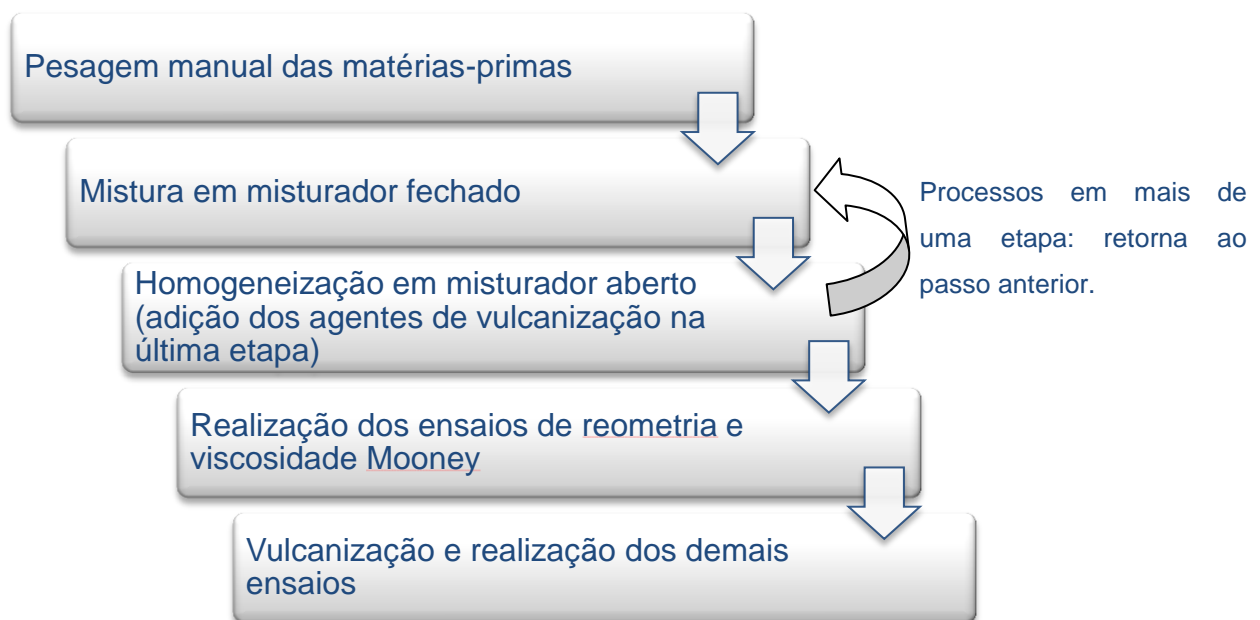 Pesagem manual das matérias-primas
Mistura em misturador fechado
Processos em mais de
uma etapa: retorna ao
passo anterior.
Homogeneização em misturador aberto
(adição dos agentes de vulcanização na
última etapa)
Realização dos ensaios de reometria e
viscosidade Mooney
Vulcanização e realização dos demais
ensaios